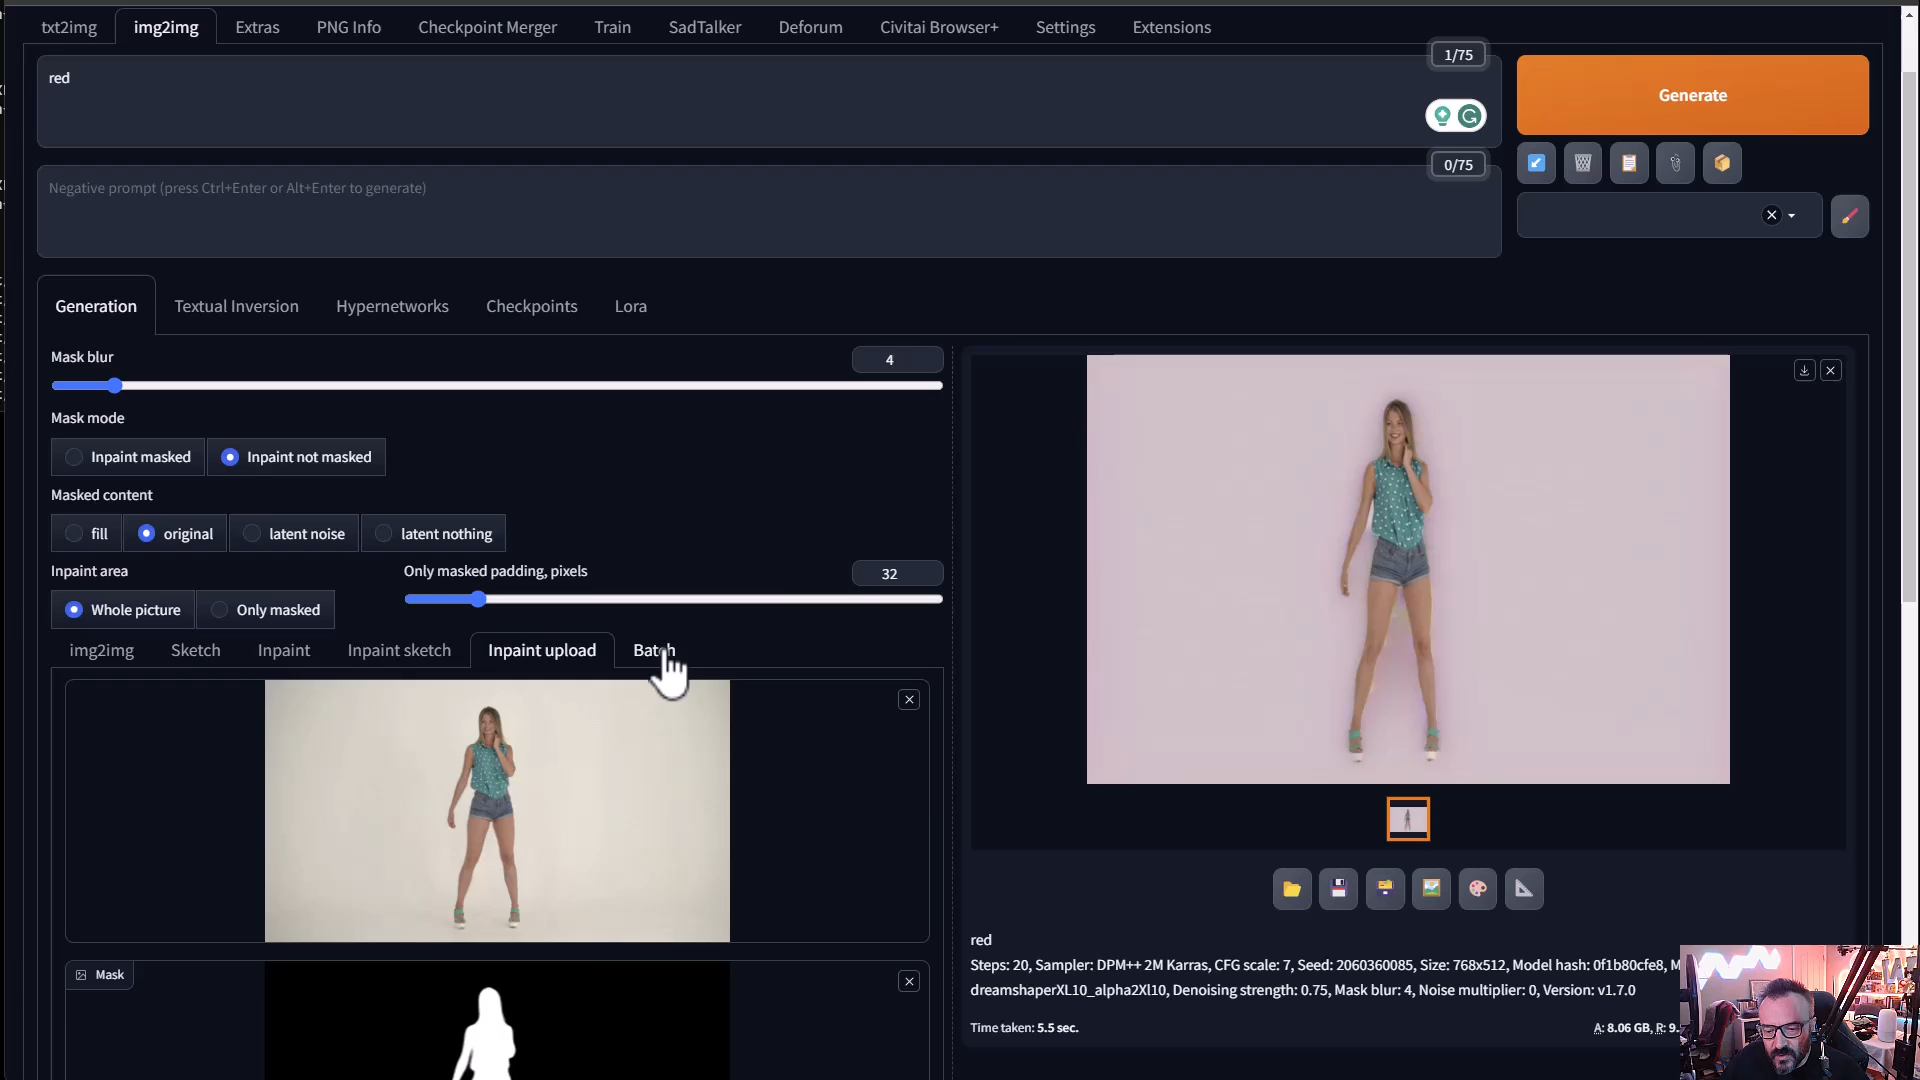 txt2img img2img Extras PNG Info Checkpoint Merger Train SadTalker Deforum Civitai Browser+ Settings Extensions
1/75
red
Generate
0/75
Negative prompt (press Ctrl+Enter or Alt+Enter to generate)
Generation Textual Inversion Hypernetworks Checkpoints Lora
Mask blur
4
Mask mode
Inpaint masked Inpaint not masked
Masked content
fill original latent noise latent nothing
Inpaint area
Only masked padding, pixels
32
Whole picture Only masked
img2img Sketch Inpaint Inpaint sketch Inpaint upload Batch
Mask
red
Steps: 20, Sampler: DPM++ 2M Karras, CFG scale: 7, Seed: 2060360085, Size: 768x512, Model hash: 0f1b80cfe8, M
dreamshaperXL10_alpha2Xl10, Denoising strength: 0.75, Mask blur: 4, Noise multiplier: 0, Version: v1.7.0
Time taken: 5.5 sec.
A: 8.06 GB, R: 9.